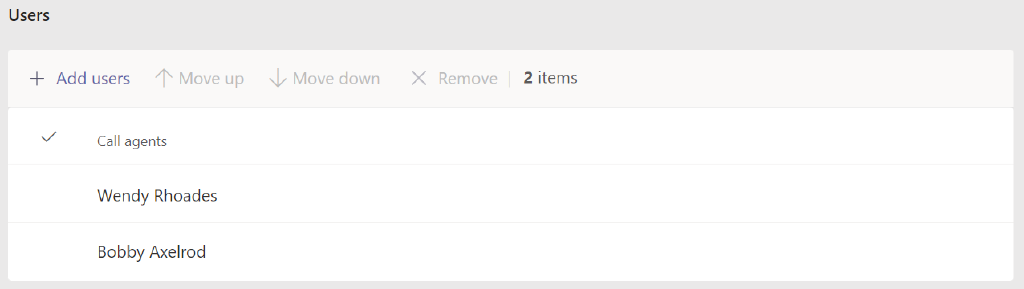 Users
Add users Move up Move down Remove 2 items
Call agents
Wendy Rhoades
Bobby Axelrod